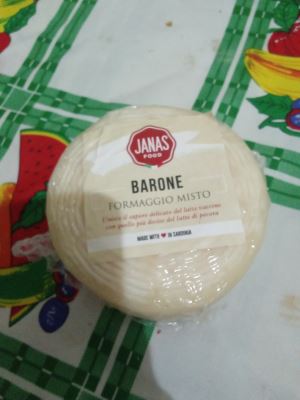 JANAS
FOOD
BARONE
FORMAGGIO MISTO
Unisce il sapore delicato del latte vaccino
con quello più deciso del latte di pecora
MADE WITH ❤ IN SARDINIA